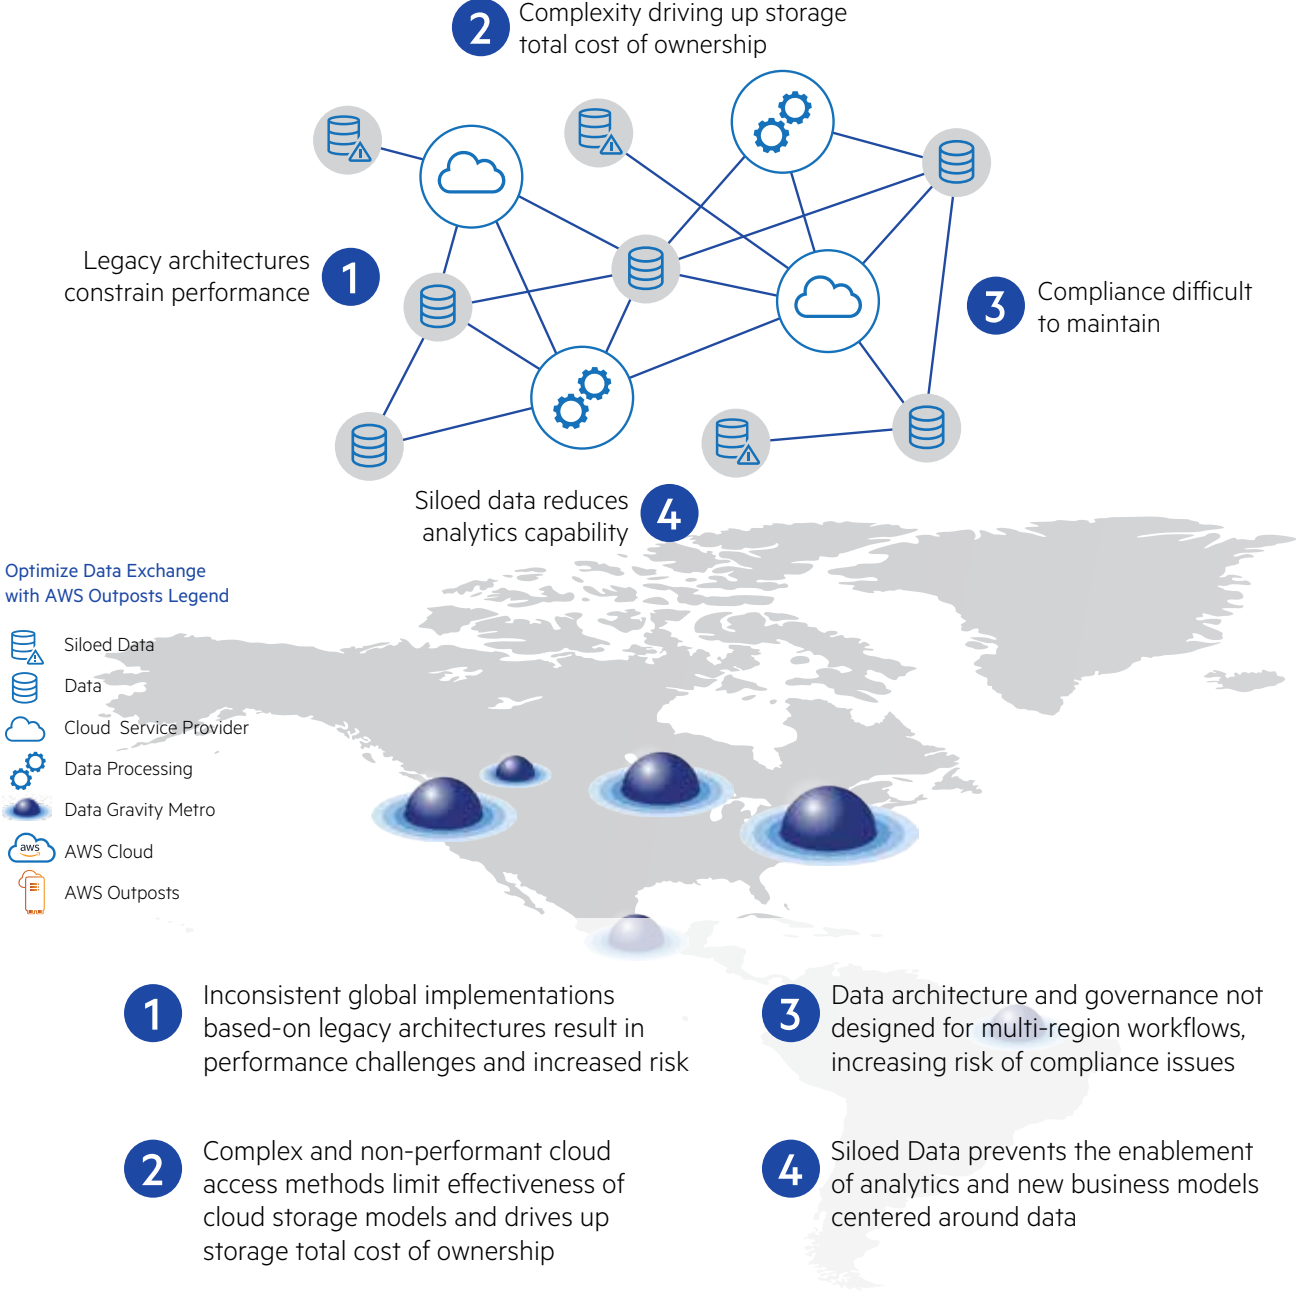 2
Complexity driving up storage
total cost of ownership
Legacy architectures
constrain performance
1
3
Compliance difficult
to maintain
Siloed data reduces
analytics capability
4
Optimize Data Exchange
with AWS Outposts Legend
Siloed Data
Data
Cloud Service Provider
Data Processing
Data Gravity Metro
aws
AWS Cloud
AWS Outposts
1
Inconsistent global implementations
based-on legacy architectures result in
performance challenges and increased risk
2
Complex and non-performant cloud
access methods limit effectiveness of
cloud storage models and drives up
storage total cost of ownership
3
Data architecture and governance not
designed for multi-region workflows,
increasing risk of compliance issues
4
Siloed Data prevents the enablement
of analytics and new business models
centered around data